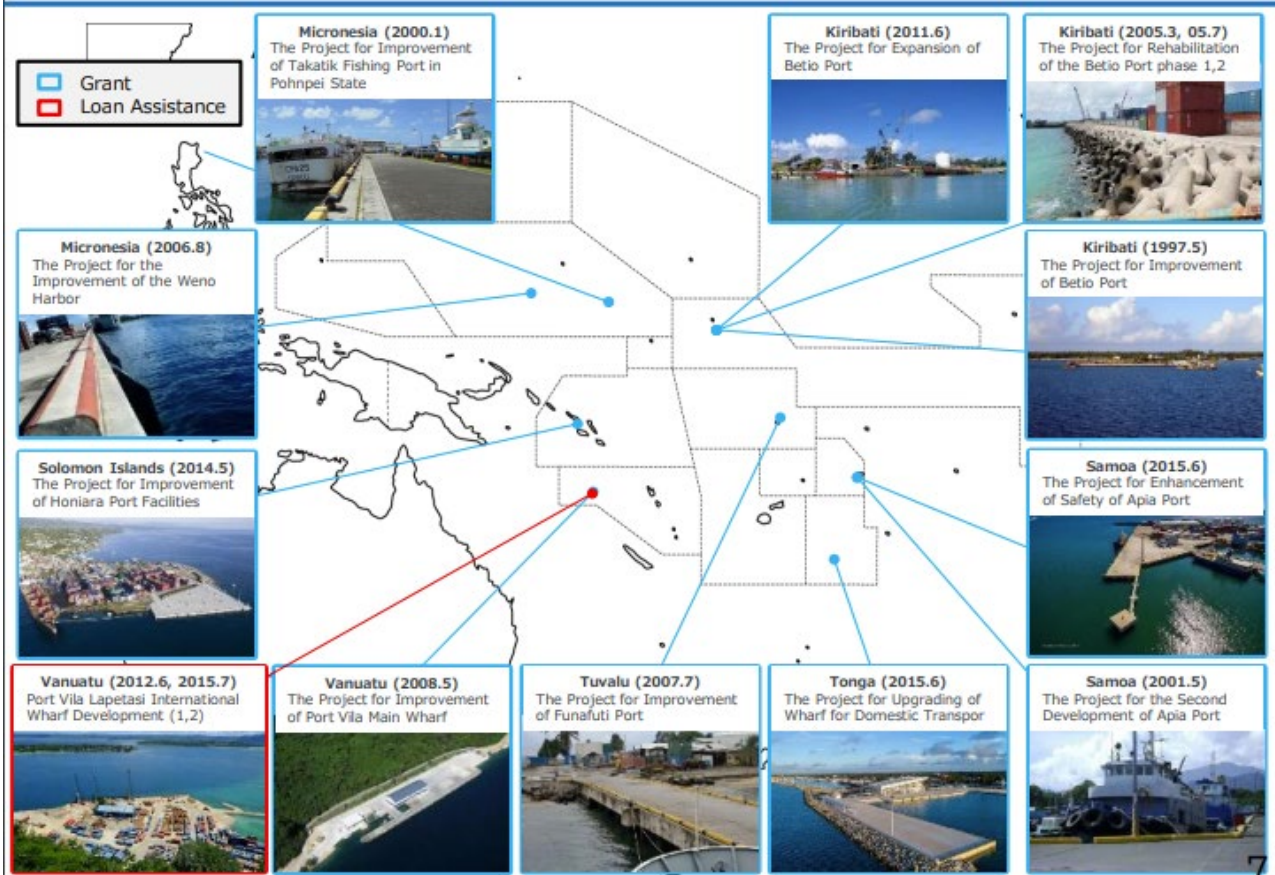 Grant
Loan Assistance
Micronesia (2000.1)
The Project for Improvement
of Takatik Fishing Port in
Pohnpei State
Kiribati (2011.6)
The Project for Expansion of
Betio Port
Kiribati (2005.3, 05.7)
The Project for Rehabilitation
of the Betio Port phase 1,2
Micronesia (2006.8)
The Project for the
Improvement of the Weno
Harbor
Kiribati (1997.5)
The Project for Improvement
of Betio Port
Solomon Islands (2014.5)
The Project for Improvement
of Honiara Port Facilities
Samoa (2015.6)
The Project for Enhancement
of Safety of Apia Port
Vanuatu (2012.6, 2015.7)
Port Vila Lapetasi International
Wharf Development (1,2)
Vanuatu (2008.5)
The Project for Improvement
of Port Vila Main Wharf
Tuvalu (2007.7)
The Project for Improvement
of Funafuti Port
Tonga (2015.6)
The Project for Upgrading of
Wharf for Domestic Transpor
Samoa (2001.5)
The Project for the Second
Development of Apia Port
7